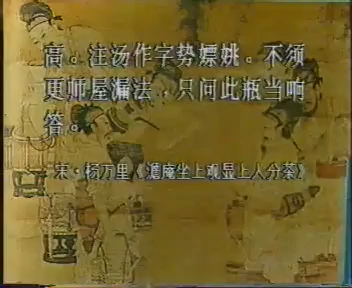 高。注汤作字势嫖姚。不须
更师屋漏法，只问此瓶当响
答。
宋·杨万里《澹庵坐上观显上人分茶》